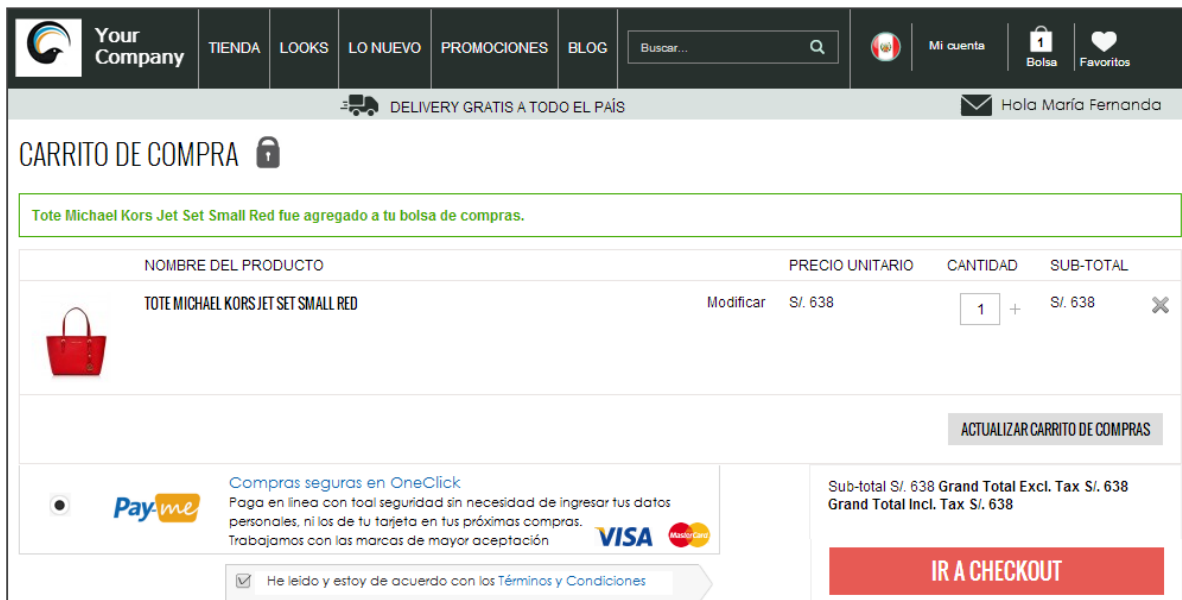 Your Company
TIENDA LOOKS LO NUEVO PROMOCIONES BLOG Buscar... Mi cuenta 1 Bolsa Favoritos
DELIVERY GRATIS A TODO EL PAÍS Hola María Fernanda
CARRITO DE COMPRA
Tote Michael Kors Jet Set Small Red fue agregado a tu bolsa de compras.
NOMBRE DEL PRODUCTO PRECIO UNITARIO CANTIDAD SUB-TOTAL
TOTE MICHAEL KORS JET SET SMALL RED Modificar S/. 638 1 + S/. 638
ACTUALIZAR CARRITO DE COMPRAS
Pay-me
Compras seguras en OneClick
Paga en linea con toal seguridad sin necesidad de ingresar tus datos
personales, ni los de tu tarjeta en tus próximas compras.
Trabajamos con las marcas de mayor aceptación
VISA MasterCard
He leido y estoy de acuerdo con los Términos y Condiciones
Sub-total S/. 638 Grand Total Excl. Tax S/. 638
Grand Total Incl. Tax S/. 638
IR A CHECKOUT